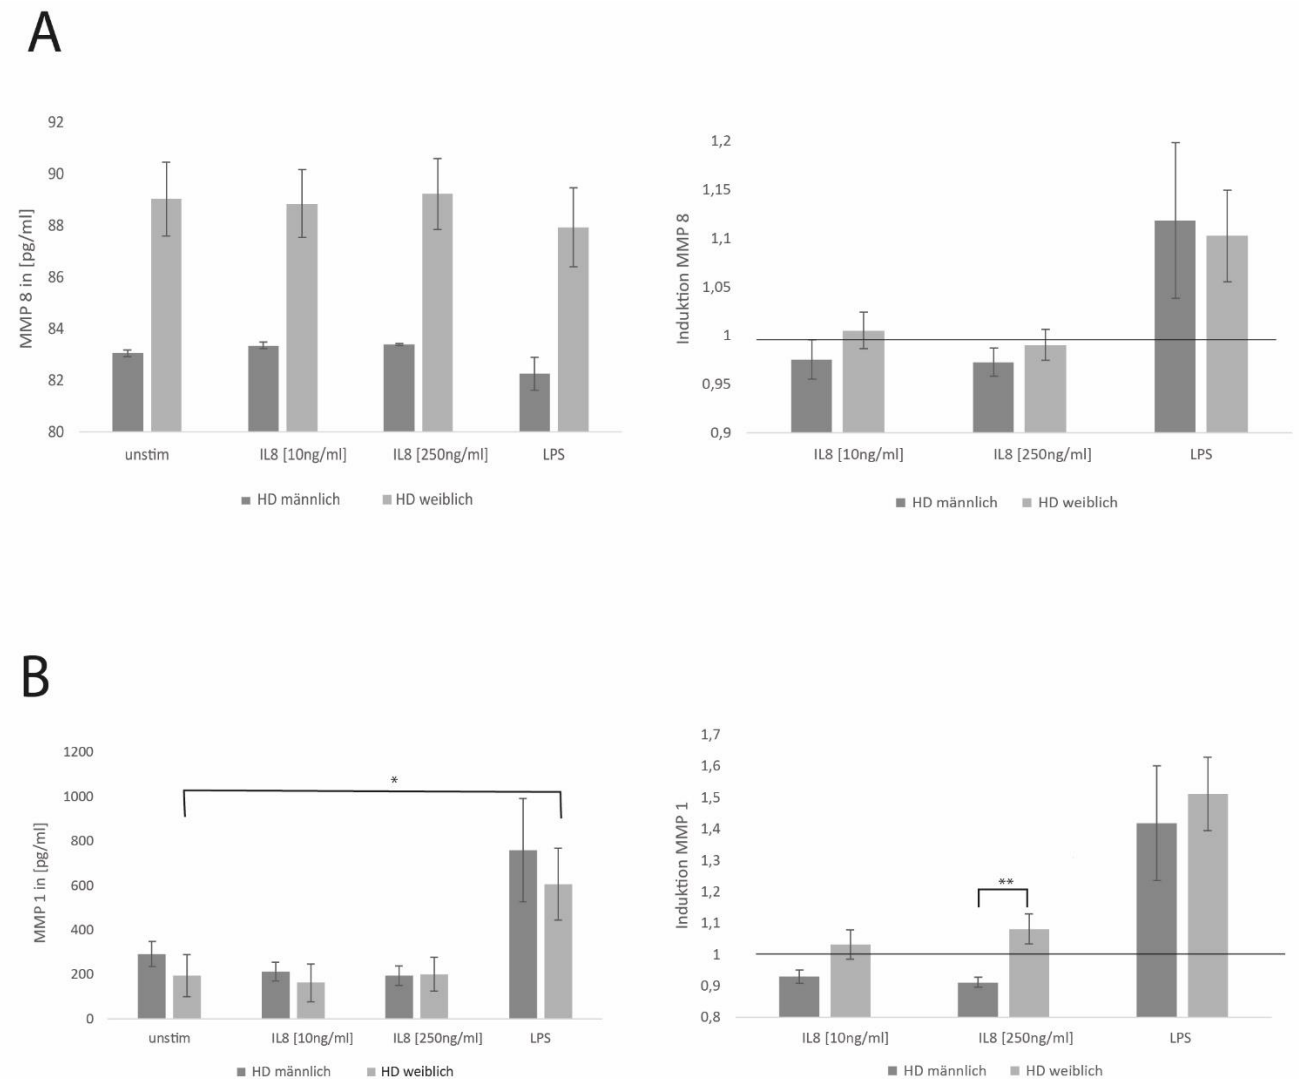 A
92
90
88
86
84
82
80
MMP 8 in [pg/ml]
unstim IL8 [10ng/ml] IL8 [250ng/ml] LPS
HD männlich HD weiblich
1,2
1,15
1,1
1,05
1
0,95
0,9
Induktion MMP 8
IL8 [10ng/ml] IL8 [250ng/ml] LPS
HD männlich HD weiblich
B
1200
1000
800
600
400
200
0
MMP 1 in [pg/ml]
*
unstim IL8 [10ng/ml] IL8 [250ng/ml] LPS
HD männlich HD weiblich
1,7
1,6
1,5
1,4
1,3
1,2
1,1
1
0,9
0,8
Induktion MMP 1
**
IL8 [10ng/ml] IL8 [250ng/ml] LPS
HD männlich HD weiblich